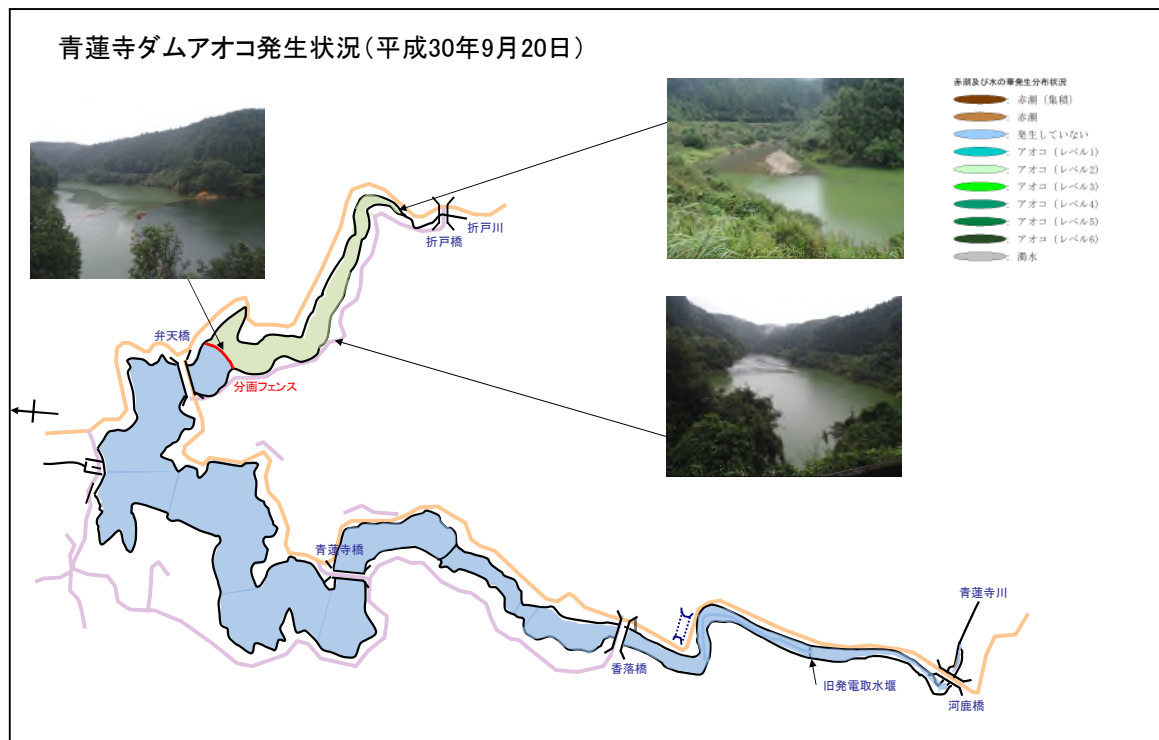 青蓮寺ダムアオコ発生状況(平成30年9月20日)
赤潮及び水の華発生分布状況
: 赤潮 (集積)
: 赤潮
: 発生していない
: アオコ (レベル1)
: アオコ (レベル2)
: アオコ (レベル3)
: アオコ (レベル4)
: アオコ (レベル5)
: アオコ (レベル6)
: 濁水
折戸川
折戸橋
弁天橋
分画フェンス
青蓮寺橋
青蓮寺川
香落橋
旧発電取水堰
河鹿橋